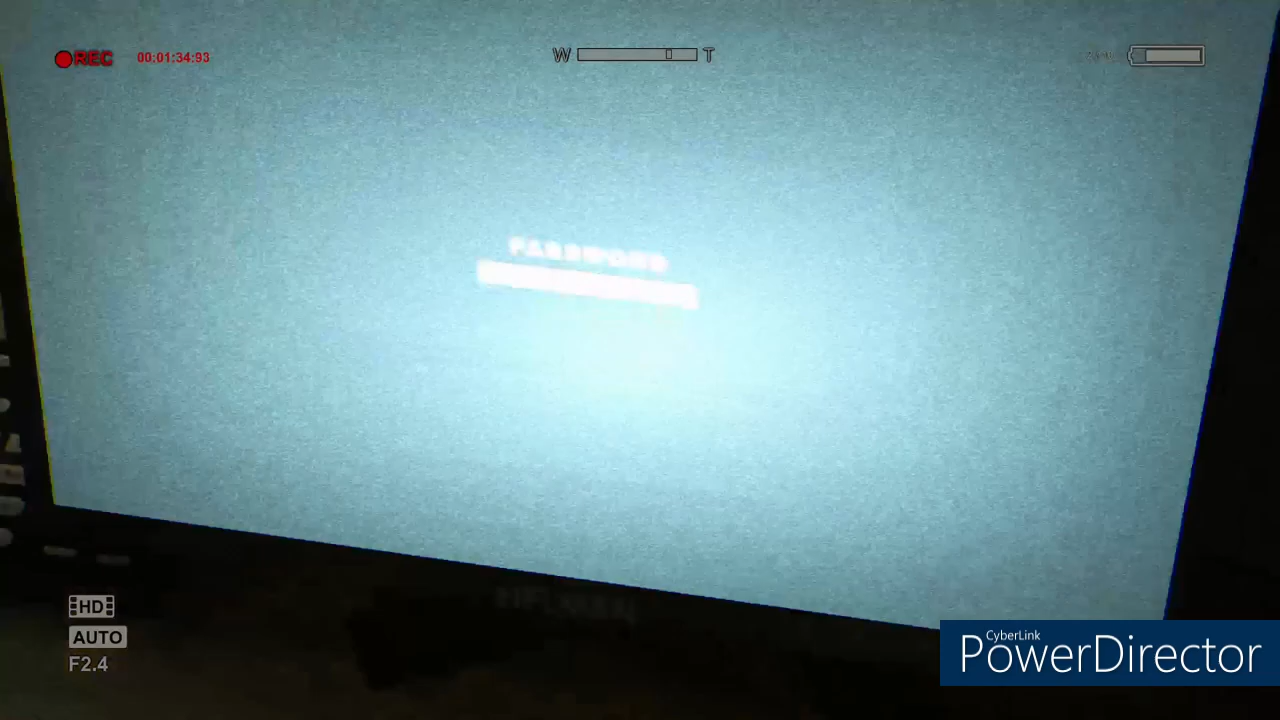 REC 00:01:34:93
W T
PASSWORD
HD
AUTO
F2.4
CyberLink
PowerDirector